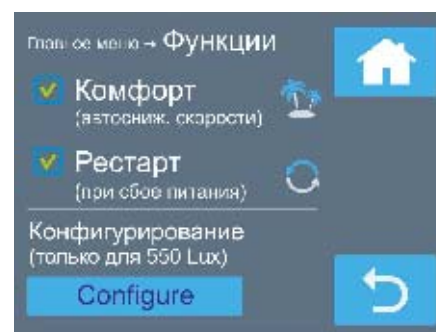 Главное меню → Функции
Комфорт
(автосниж. скорости)
Рестарт
(при сбое питания)
Конфигурирование
(только для 550 Lux)
Configure